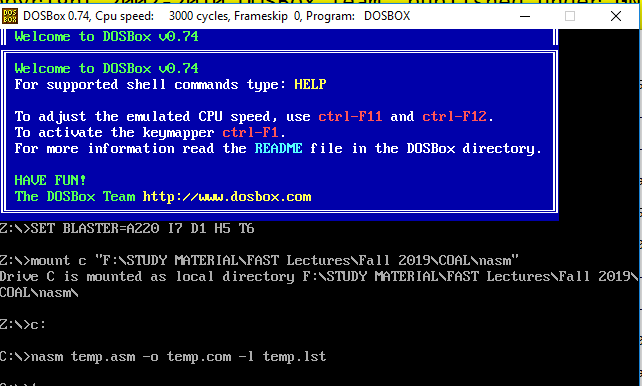 DOSBox 0.74, Cpu speed: 3000 cycles, Frameskip 0, Program: DOSBOX
Welcome to DOSBox v0.74
Welcome to DOSBox v0.74
For supported shell commands type: HELP
To adjust the emulated CPU speed, use ctrl-F11 and ctrl-F12.
To activate the keymapper ctrl-F1.
For more information read the README file in the DOSBox directory.
HAVE FUN!
The DOSBox Team http://www.dosbox.com
Z:\>SET BLASTER=A220 I7 D1 H5 T6
Z:\>mount c "F:\STUDY MATERIAL\FAST Lectures\Fall 2019\COAL\nasm"
Drive C is mounted as local directory F:\STUDY MATERIAL\FAST Lectures\Fall 2019\
COAL\nasm\
Z:\>c:
C:\>nasm temp.asm -o temp.com -l temp.lst